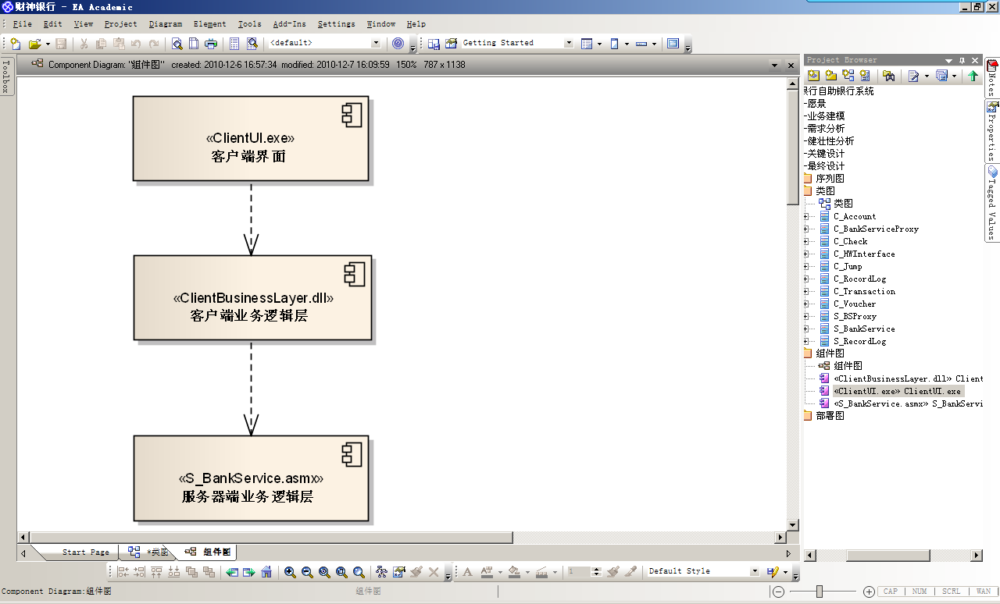 财神银行 - EA Academic
File Edit View Project Diagram Element Tools Add-Ins Settings Window Help
<default> Getting Started
Toolbox
Component Diagram: "组件图" created: 2010-12-6 16:57:34 modified: 2010-12-7 16:09:59 150% 787 x 1138
«ClientUI.exe»
客户端界面
«ClientBusinessLayer.dll»
客户端业务逻辑层
«S_BankService.asmx»
服务器端业务逻辑层
Project Browser
银行自助银行系统
愿景
业务建模
需求分析
健壮性分析
关键设计
最终设计
序列图
类图
类图
C_Account
C_BankServiceProxy
C_Check
C_HWInterface
C_Jump
C_RocordLog
C_Transaction
C_Voucher
S_BSProxy
S_BankService
S_RecordLog
组件图
组件图
«ClientBusinessLayer.dll» Client
«ClientUI.exe» ClientUI.exe
«S_BankService.asmx» S_BankServi
部署图
Notes
Properties
Tagged Values
Start Page *类图 组件图
1 Default Style
Component Diagram:组件图 组件图 CAP NUM SCRL WAN